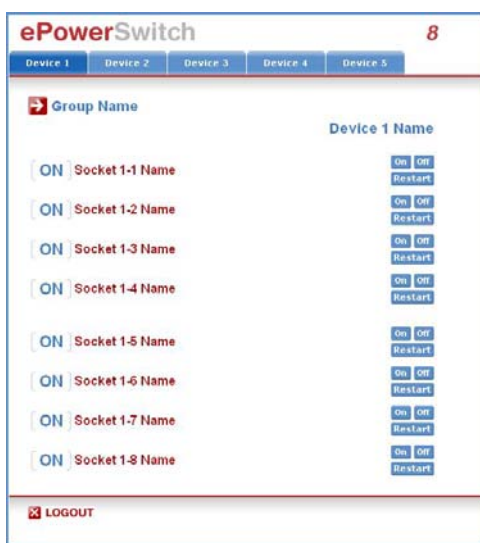 ePowerSwitch 8
Device 1 Device 2 Device 3 Device 4 Device 5
Group Name
Device 1 Name
ON Socket 1-1 Name On Off
Restart
ON Socket 1-2 Name On Off
Restart
ON Socket 1-3 Name On Off
Restart
ON Socket 1-4 Name On Off
Restart
ON Socket 1-5 Name On Off
Restart
ON Socket 1-6 Name On Off
Restart
ON Socket 1-7 Name On Off
Restart
ON Socket 1-8 Name On Off
Restart
LOGOUT